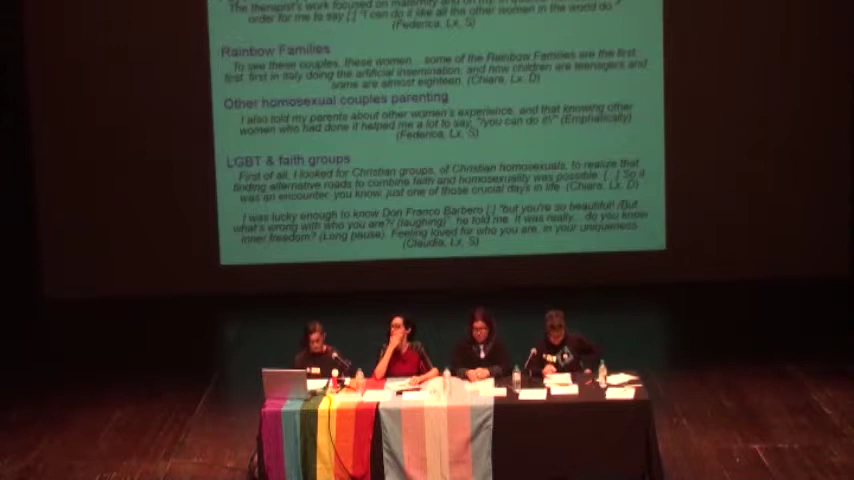 The therapist's work focused on maternity and on my in
order for me to say [.] "I can do it like all the other women in the world do"
(Federica, Lx, S)
Rainbow Families
To see these couples, these women... some of the Rainbow Families are the first,
first, first in Italy doing the artificial insemination, and now children are teenagers and
some are almost eighteen. (Chiara, Lx, D)
Other homosexual couples parenting
I also told my parents about other women's experience, and that knowing other
women who had done it helped me a lot to say, "/you can do it/" (Emphatically)
(Federica, Lx, S)
LGBT & faith groups
First of all, I looked for Christian groups, of Christian homosexuals, to realize that
finding alternative roads to combine faith and homosexuality was possible. [...] So it
was an encounter, you know, just one of those crucial days in life. (Chiara, Lx, D)
I was lucky enough to know Don Franco Barbero [.] "but you're so beautiful! /But
what's wrong with who you are?/ (laughing)", he told me. It was really... do you know
inner freedom? (Long pause). Feeling loved for who you are, in your uniqueness.
(Claudia, Lx, S)